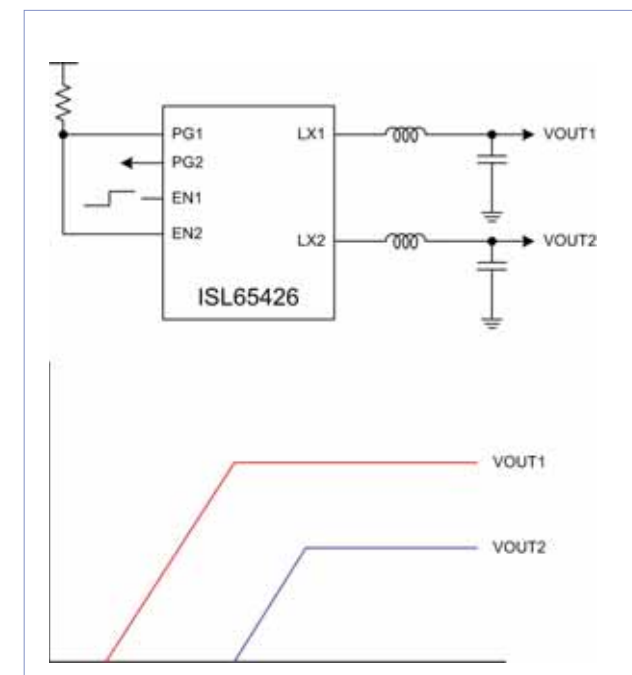 PG1
PG2
EN1
EN2
LX1
LX2
VOUT1
VOUT2
ISL65426
VOUT1
VOUT2